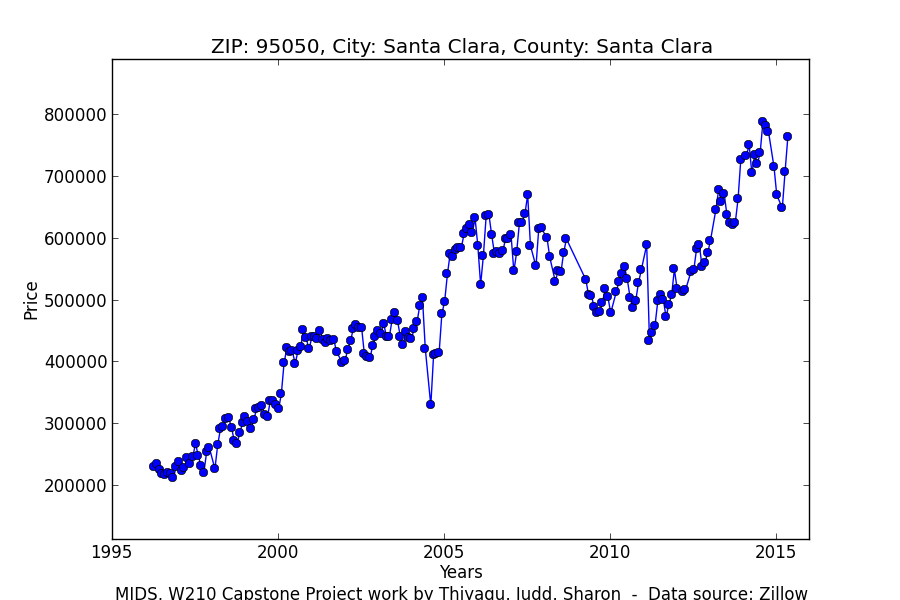 ZIP: 95050, City: Santa Clara, County: Santa Clara
800000
700000
600000
500000
400000
300000
200000
Price
1995 2000 2005 2010 2015
Years
MIDS, W210 Capstone Project work by Thiyagu, Judd, Sharon - Data source: Zillow